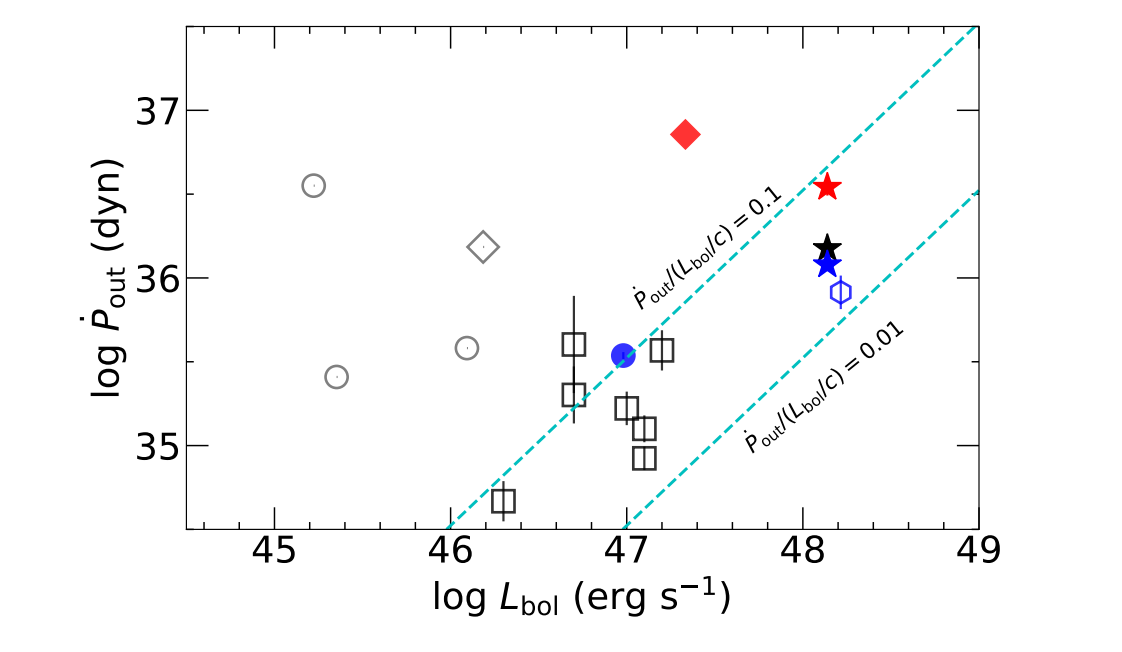 37
36
35
log Ṗout (dyn)
Ṗout/(Lbol/c) = 0.1
Ṗout/(Lbol/c) = 0.01
45 46 47 48 49
log Lbol (erg s⁻¹)